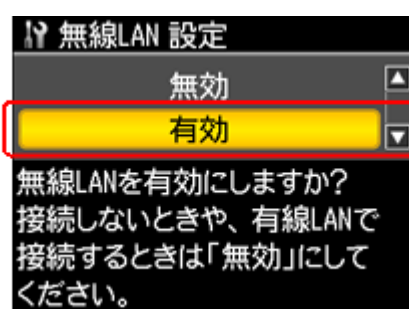 無線LAN 設定
無効
有効
無線LANを有効にしますか?
接続しないときや、有線LANで
接続するときは「無効」にして
ください。